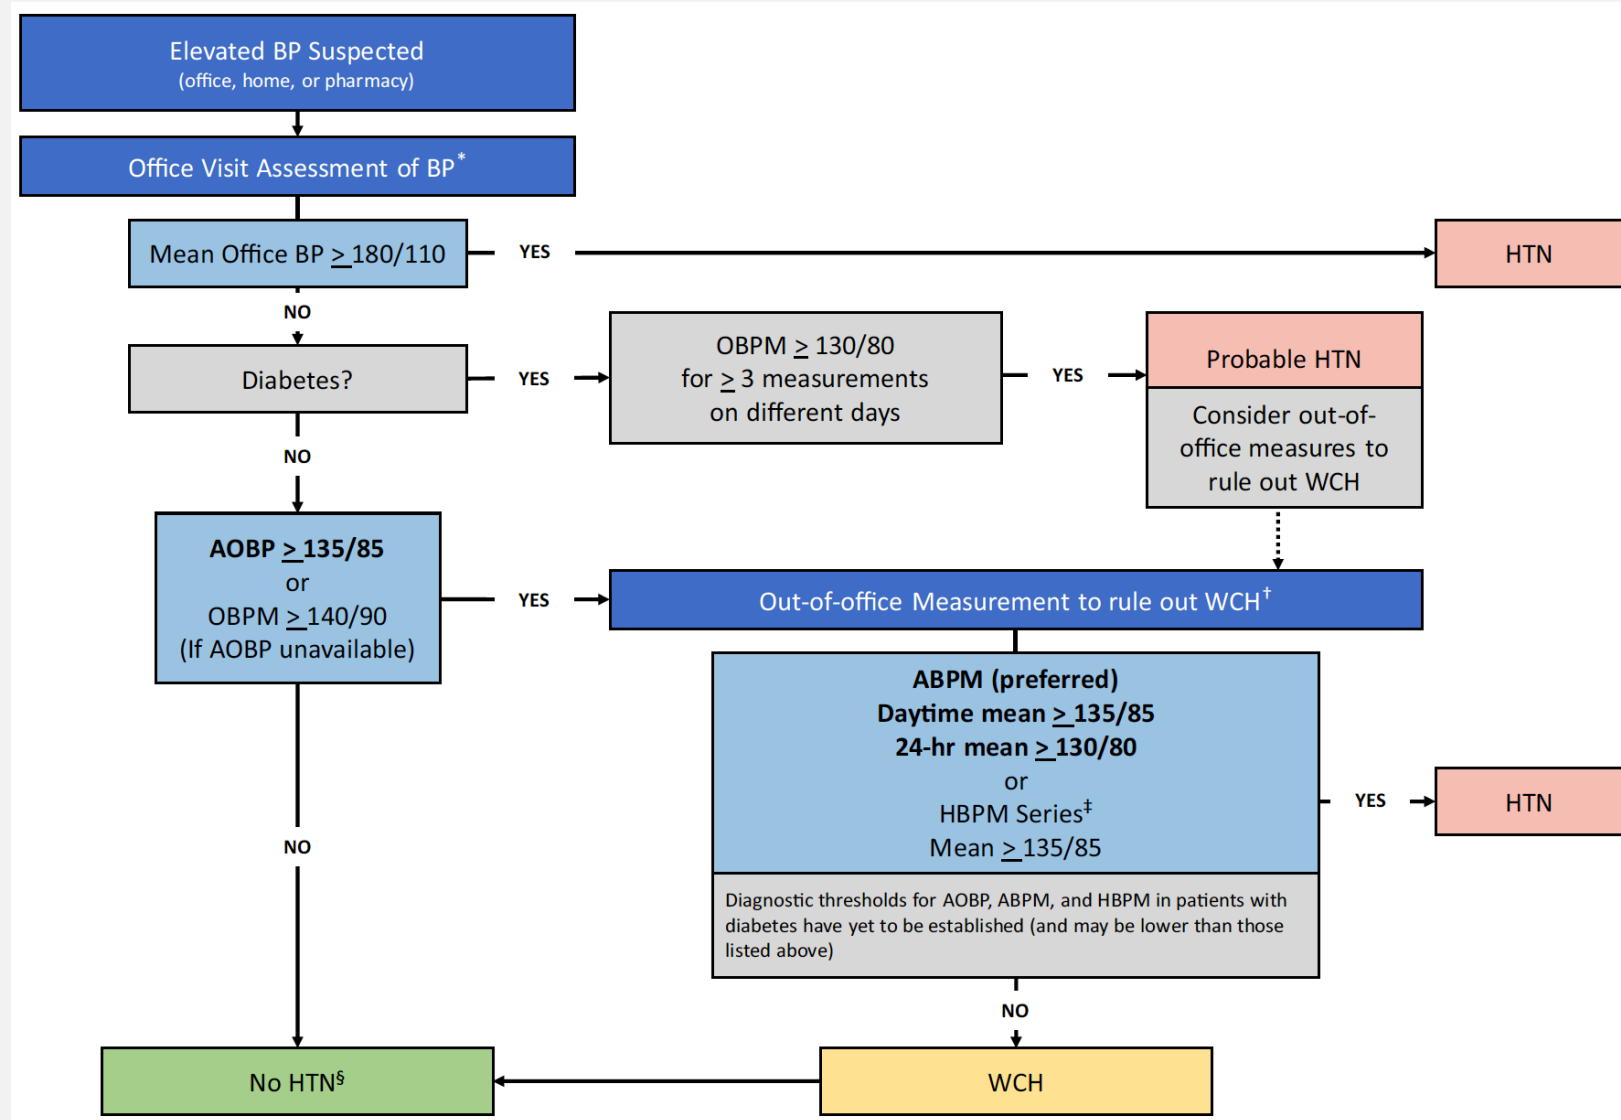 Elevated BP Suspected
(office, home, or pharmacy)
Office Visit Assessment of BP*
Mean Office BP ≥ 180/110
YES
HTN
NO
Diabetes?
YES
OBPM ≥ 130/80
for ≥ 3 measurements
on different days
YES
Probable HTN
Consider out-of-
office measures to
rule out WCH
NO
AOBP ≥ 135/85
or
OBPM ≥ 140/90
(If AOBP unavailable)
YES
Out-of-office Measurement to rule out WCH†
ABPM (preferred)
Daytime mean ≥ 135/85
24-hr mean ≥ 130/80
or
HBPM Series‡
Mean ≥ 135/85
YES
HTN
Diagnostic thresholds for AOBP, ABPM, and HBPM in patients with
diabetes have yet to be established (and may be lower than those
listed above)
NO
NO
WCH
No HTN§